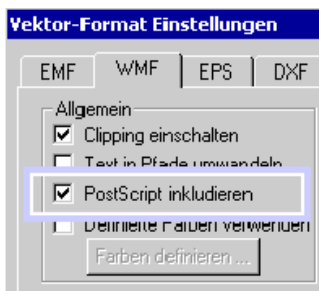 Vektor-Format Einstellungen
EMF WMF EPS DXF
Allgemein
Clipping einschalten
Text in Pfade umwandeln
PostScript inkludieren
Definierte Farben verwenden
Farben definieren ...